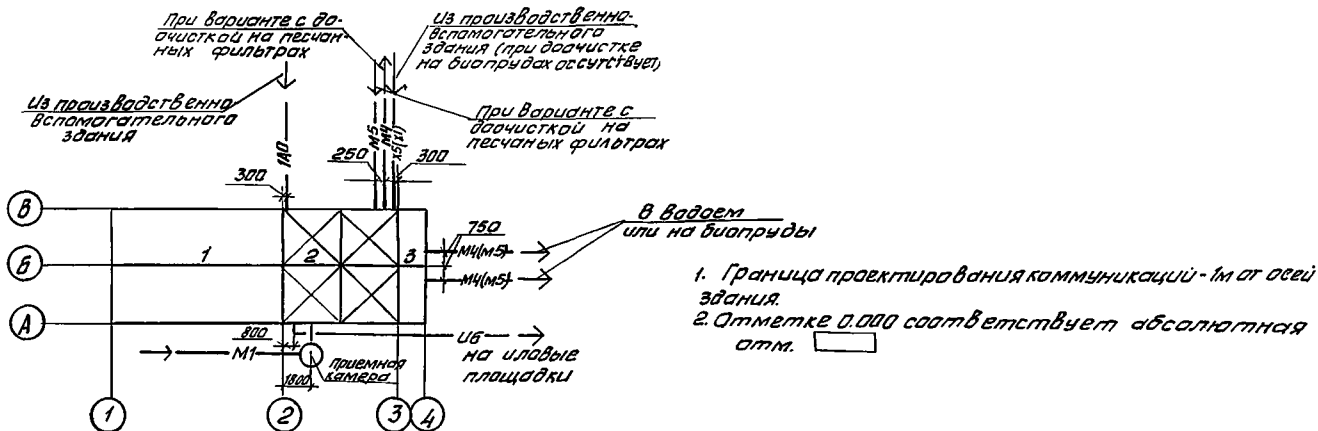 При варианте с до-
очисткой на песчан-
ных фильтрах
Из производственно-
вспомогательного
здания (при доочистке
на биопрудах отсутствует)
Из производственно-
вспомогательного
здания
При варианте с
доочисткой на
песчаных фильтрах
1А0
М5
М4
Х5(Х1)
250
300
300
В
Б
А
1
2
3
750
М4(М5)
М4(М5)
В водоем
или на биопруды
800
М1
1800
Приемная
камера
И6
на иловые
площадки
1
2
3
4
1. Граница проектирования коммуникаций - 1м от осей
здания.
2. Отметке 0.000 соответствует абсолютная
отм.